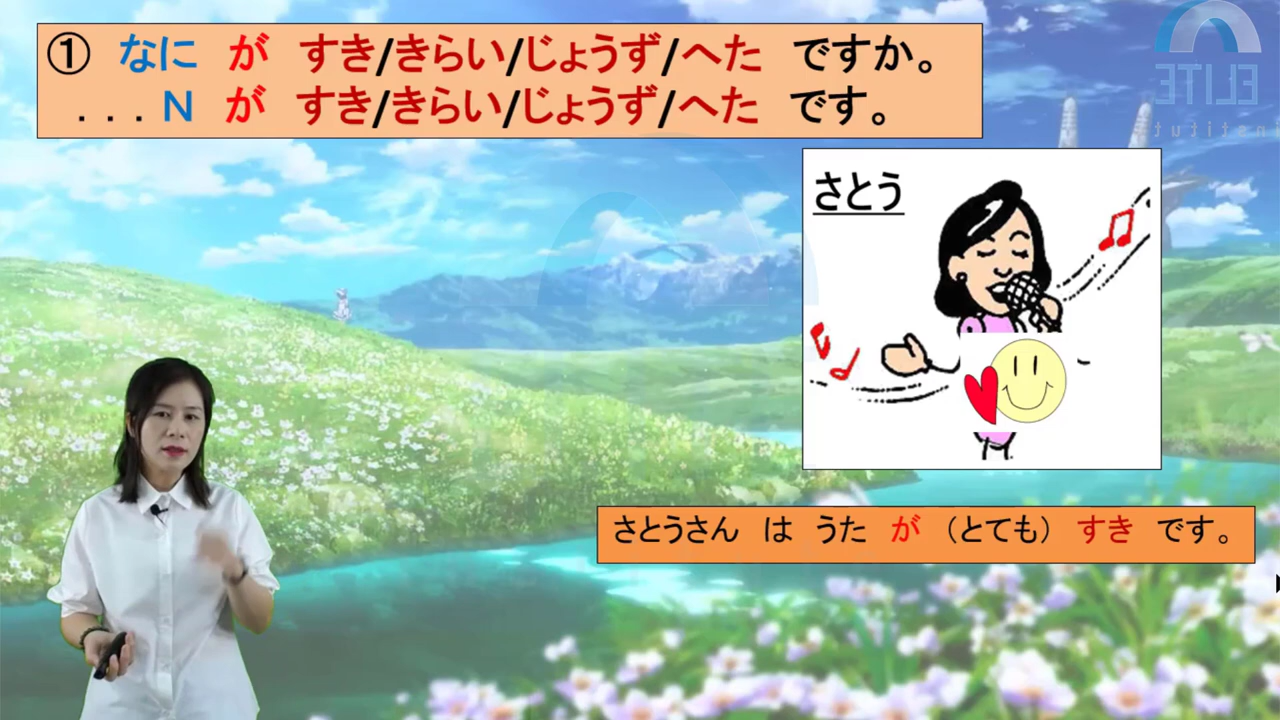 ① なに が すき/きらい/じょうず/へた ですか。
...N が すき/きらい/じょうず/へた です。
ELITE
institut
さとう
さとうさん は うた が (とても) すき です。